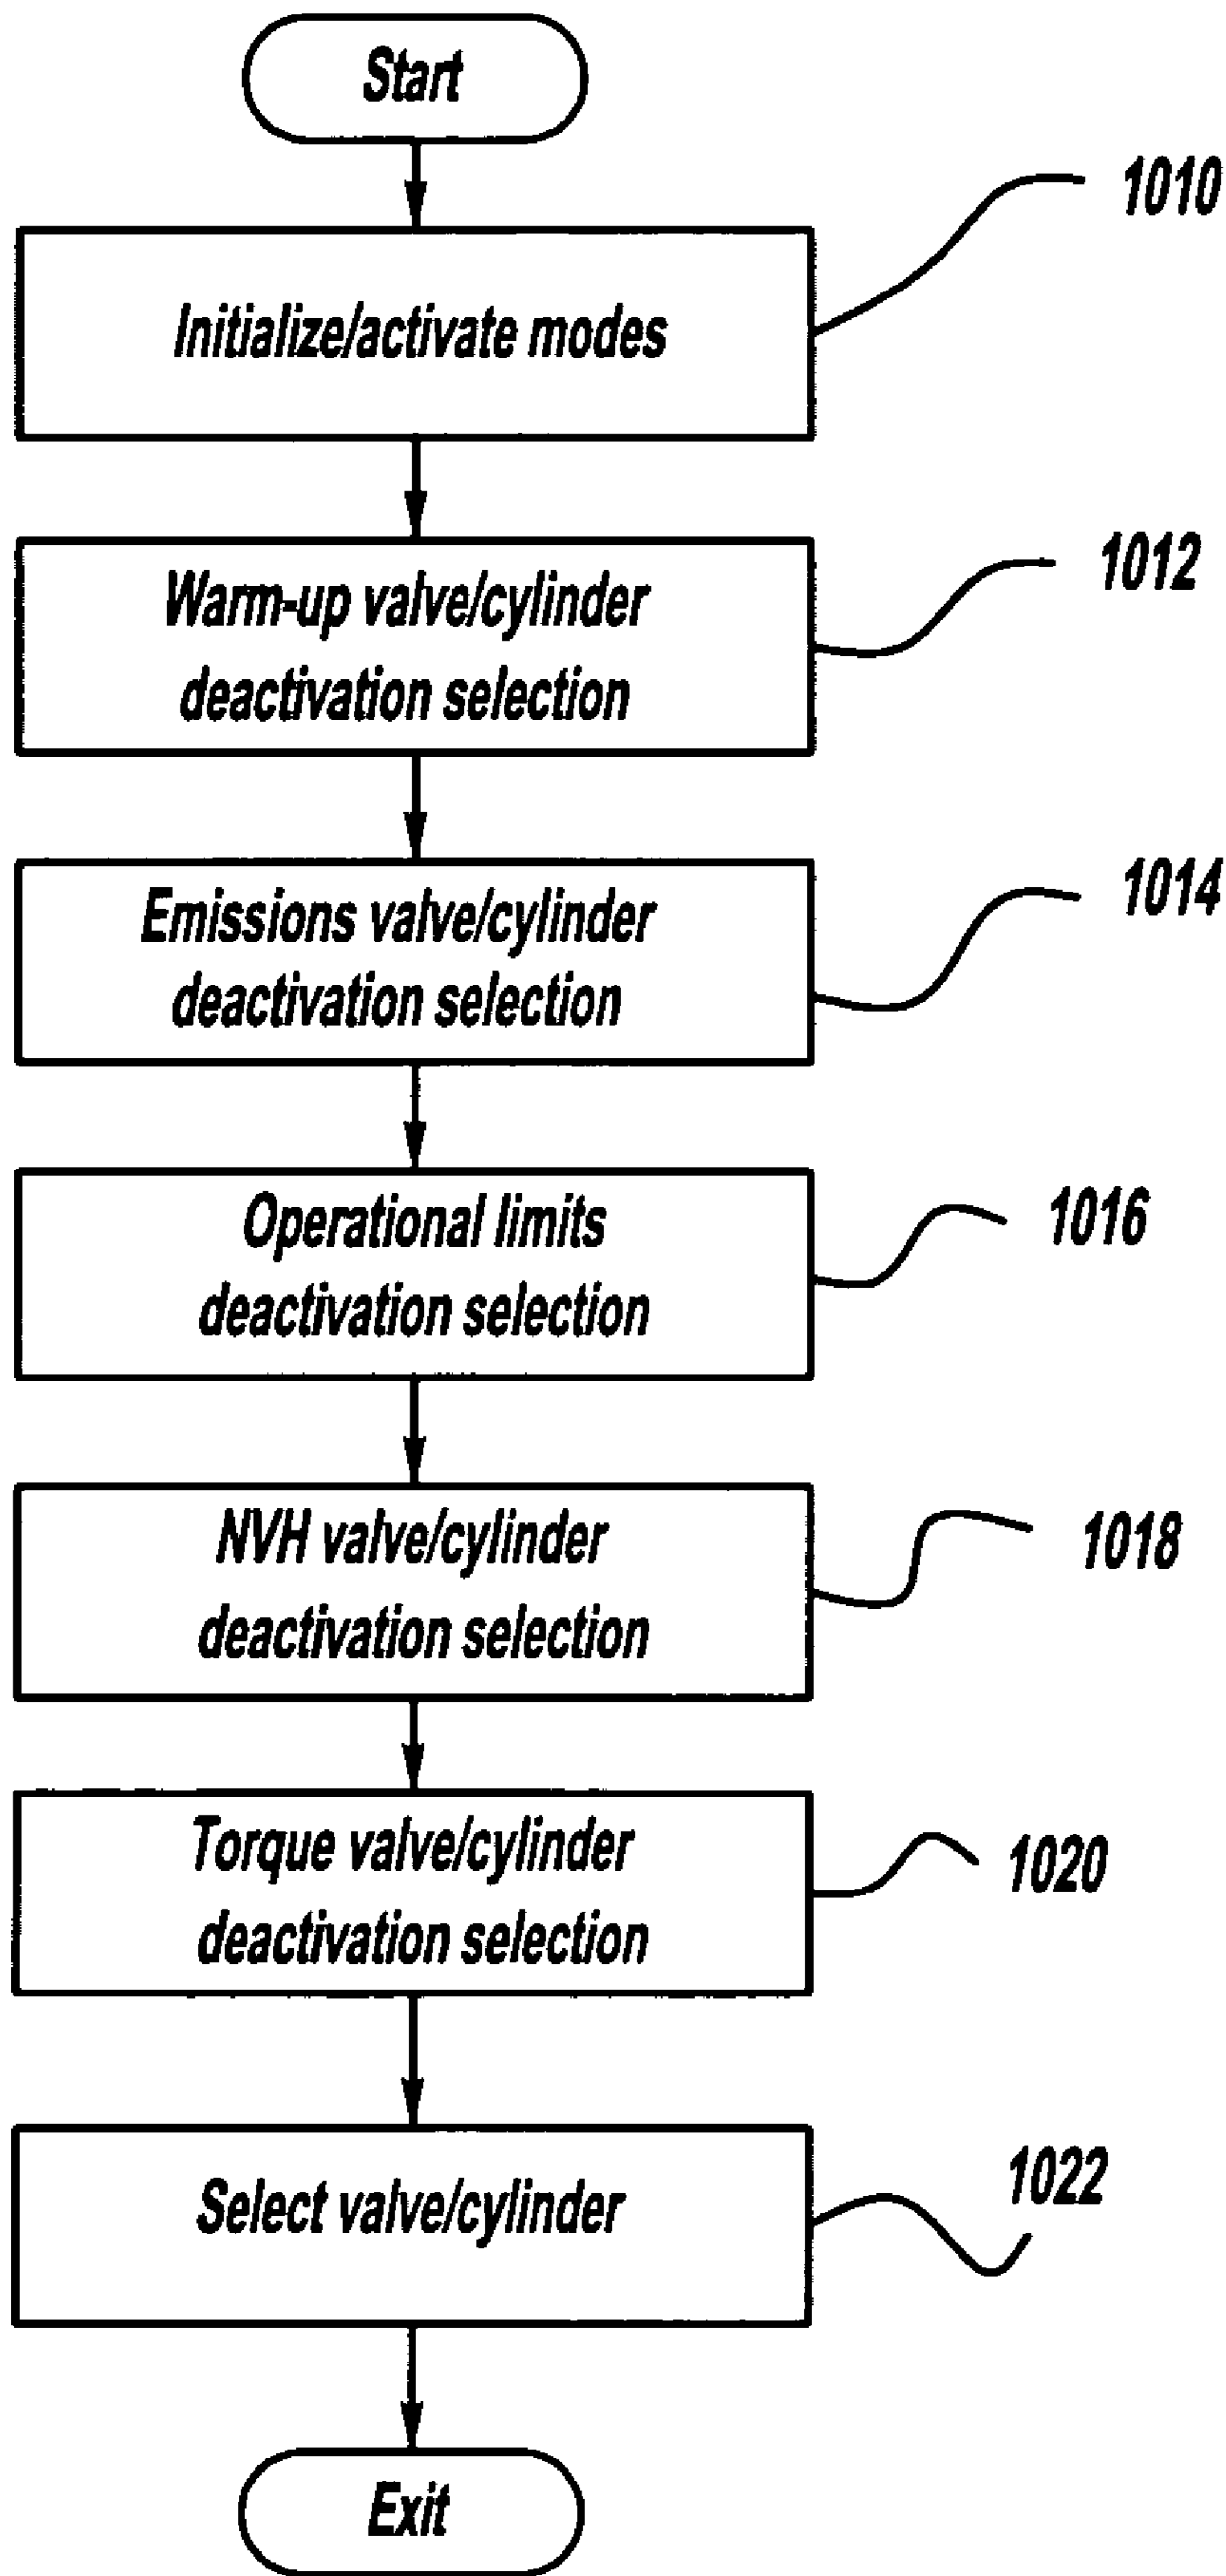 Start
1010
Initialize/activate modes
1012
Warm-up valve/cylinder
deactivation selection
1014
Emissions valve/cylinder
deactivation selection
1016
Operational limits
deactivation selection
1018
NVH valve/cylinder
deactivation selection
1020
Torque valve/cylinder
deactivation selection
1022
Select valve/cylinder
Exit